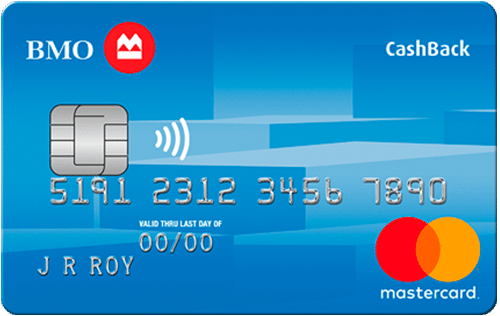 BMO
CashBack
5191 2312 3456 7890
VALID THRU LAST DAY OF
00/00
J R ROY
mastercard.